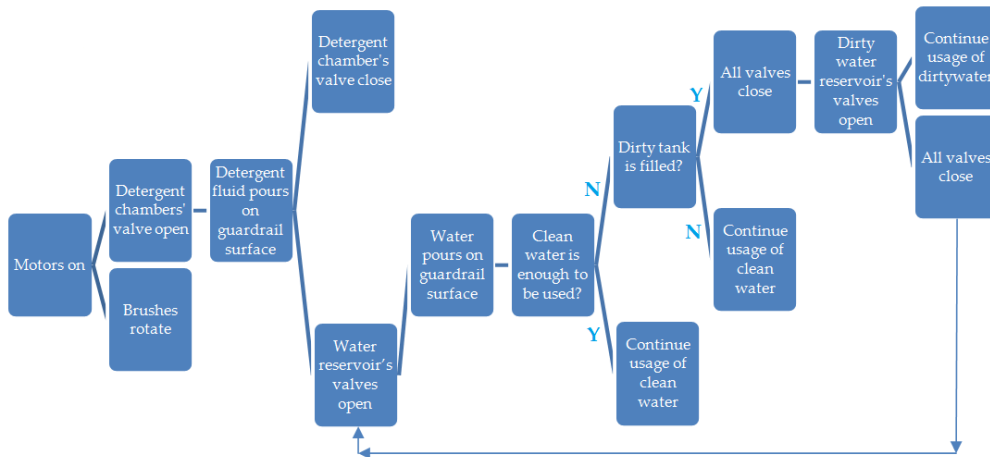 Motors on
Detergent
chambers'
valve open
Brushes
rotate
Detergent
fluid pours
on
guardrail
surface
Detergent
chamber's
valve close
Water
reservoir's
valves
open
Water
pours on
guardrail
surface
Clean
water is
enough to
be used?
N
Y
Dirty tank
is filled?
Continue
usage of
clean
water
Y
N
All valves
close
Continue
usage of
clean
water
Dirty
water
reservoir's
valves
open
Continue
usage of
dirtywater
All valves
close